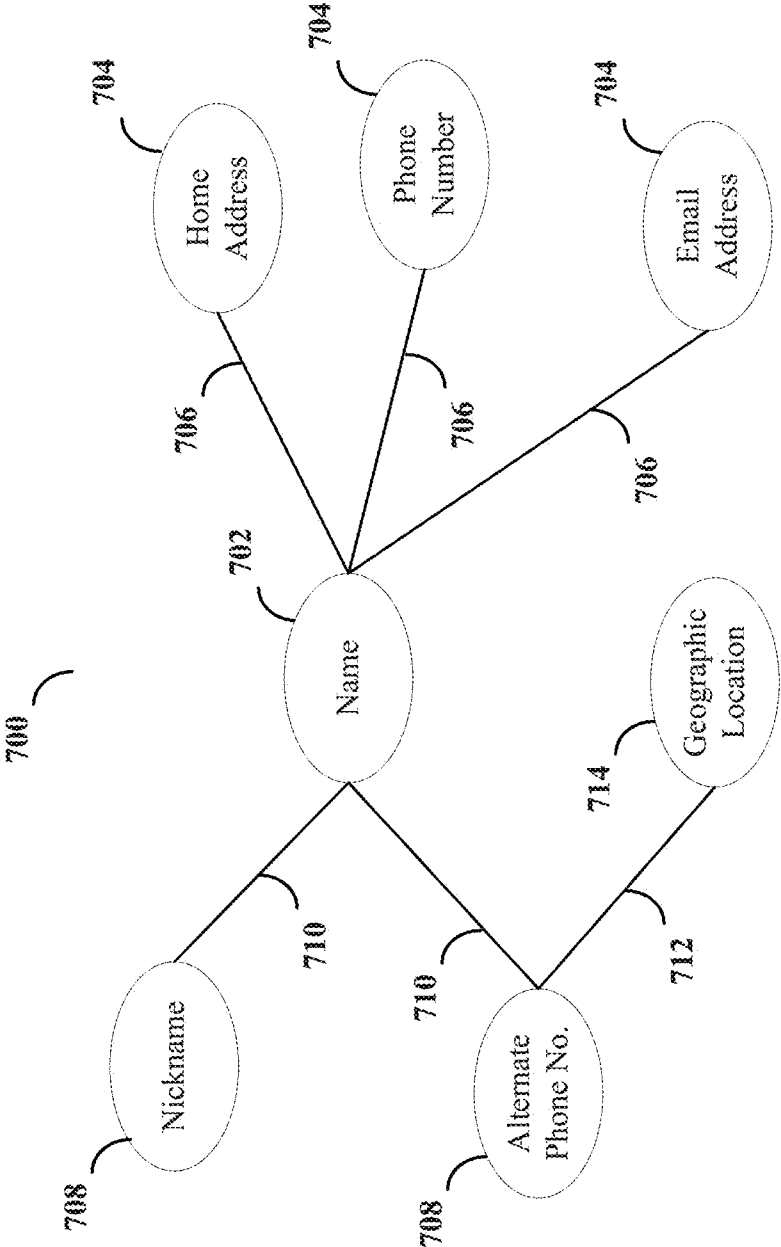 700
708
704
Nickname
706
Home
Address
702
710
704
Name
Phone
Number
710
708
706
Alternate
Phone No.
714
704
706
712
Geographic
Location
Email
Address